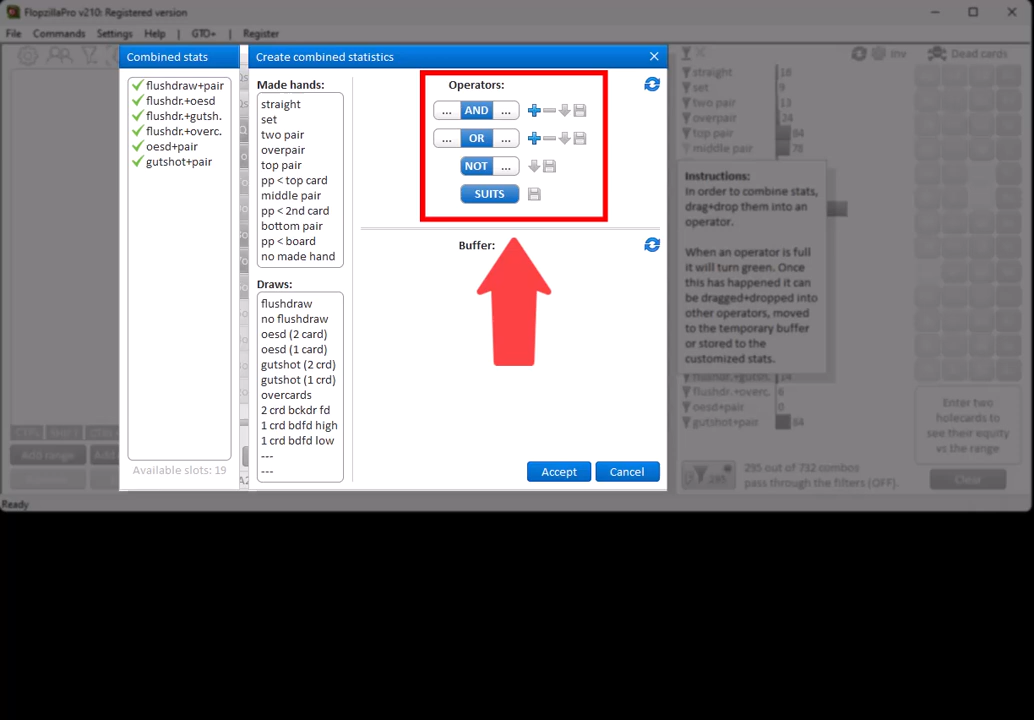 FlopzillaPro v210: Registered version
File Commands Settings Help GTO+ Register
Combined stats
flushdraw+pair
flushdr.+oesd
flushdr.+gutsh.
flushdr.+overc.
oesd+pair
gutshot+pair
Available slots: 19
Create combined statistics
Made hands:
straight
set
two pair
overpair
top pair
pp < top card
middle pair
pp < 2nd card
bottom pair
pp < board
no made hand
Draws:
flushdraw
no flushdraw
oesd (2 card)
oesd (1 card)
gutshot (2 crd)
gutshot (1 crd)
overcards
2 crd bckdr fd
1 crd bdfd high
1 crd bdfd low
---
---
Operators:
... AND ...
... OR ...
NOT ...
SUITS
Buffer:
Accept Cancel
Inv Dead cards
straight 18
set 9
two pair 13
overpair 24
top pair 84
middle pair 78
Instructions:
In order to combine stats,
drag+drop them into an
operator.
When an operator is full
it will turn green. Once
this has happened it can
be dragged+dropped into
other operators, moved
to the temporary buffer
or stored to the
customized stats.
flushdr.+gutsh. 14
flushdr.+overc. 6
oesd+pair 0
gutshot+pair 84
295 out of 732 combos
pass through the filters (OFF).
Enter two
holecards to
see their equity
vs the range
Clear
Add range
Ready